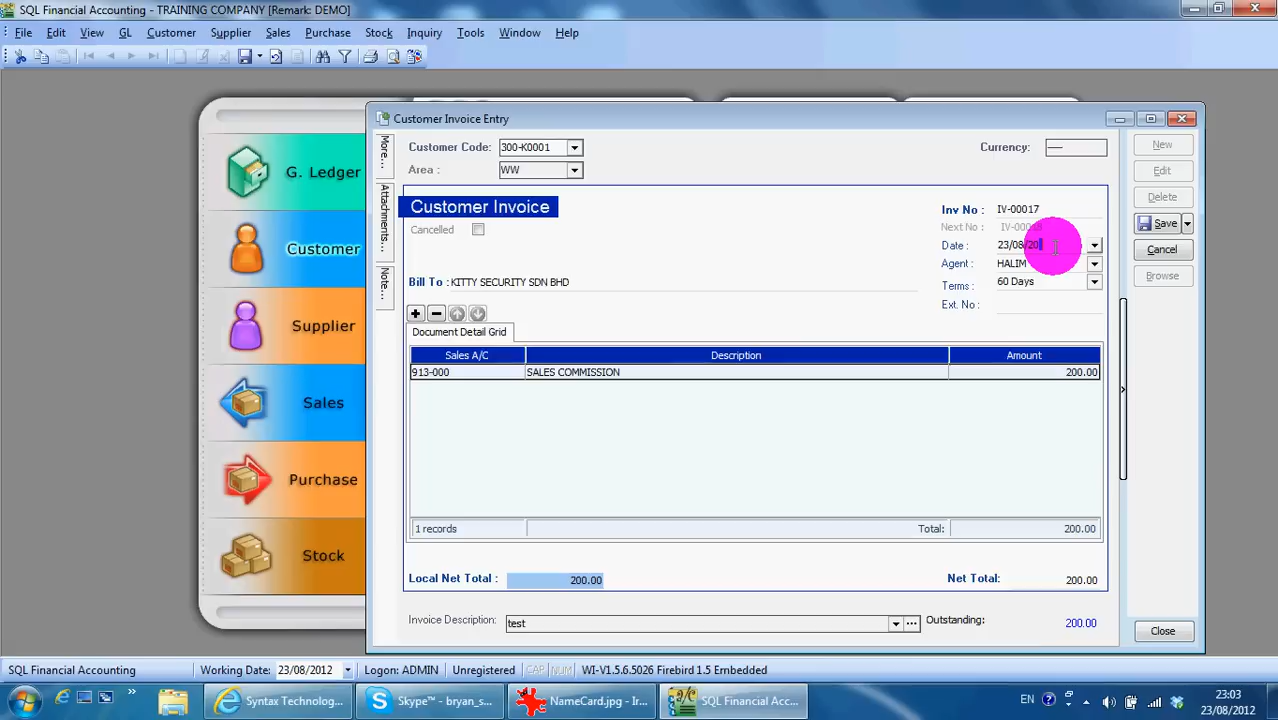 SQL Financial Accounting - TRAINING COMPANY [Remark: DEMO]
File Edit View GL Customer Supplier Sales Purchase Stock Inquiry Tools Window Help
G. Ledger
Customer
Supplier
Sales
Purchase
Stock
Customer Invoice Entry
More...
Attachments...
Note...
Customer Code: 300-K0001
Currency: ----
Area : WW
Customer Invoice
Inv No : IV-00017
Cancelled
Next No :
Date : 23/08/20
Agent : HALIM
Bill To : KITTY SECURITY SDN BHD
Terms : 60 Days
Ext. No :
Document Detail Grid
Sales A/C Description Amount
913-000 SALES COMMISSION 200.00
1 records Total: 200.00
Local Net Total : 200.00 Net Total: 200.00
Invoice Description: test Outstanding: 200.00
New
Edit
Delete
Save
Cancel
Browse
Close
SQL Financial Accounting Working Date: 23/08/2012 Logon: ADMIN Unregistered CAP NUM WI-V1.5.6.5026 Firebird 1.5 Embedded
Syntax Technolog... Skype™ - bryan_s... NameCard.jpg - Ir... SQL Financial Acc... EN 23:03
23/08/2012